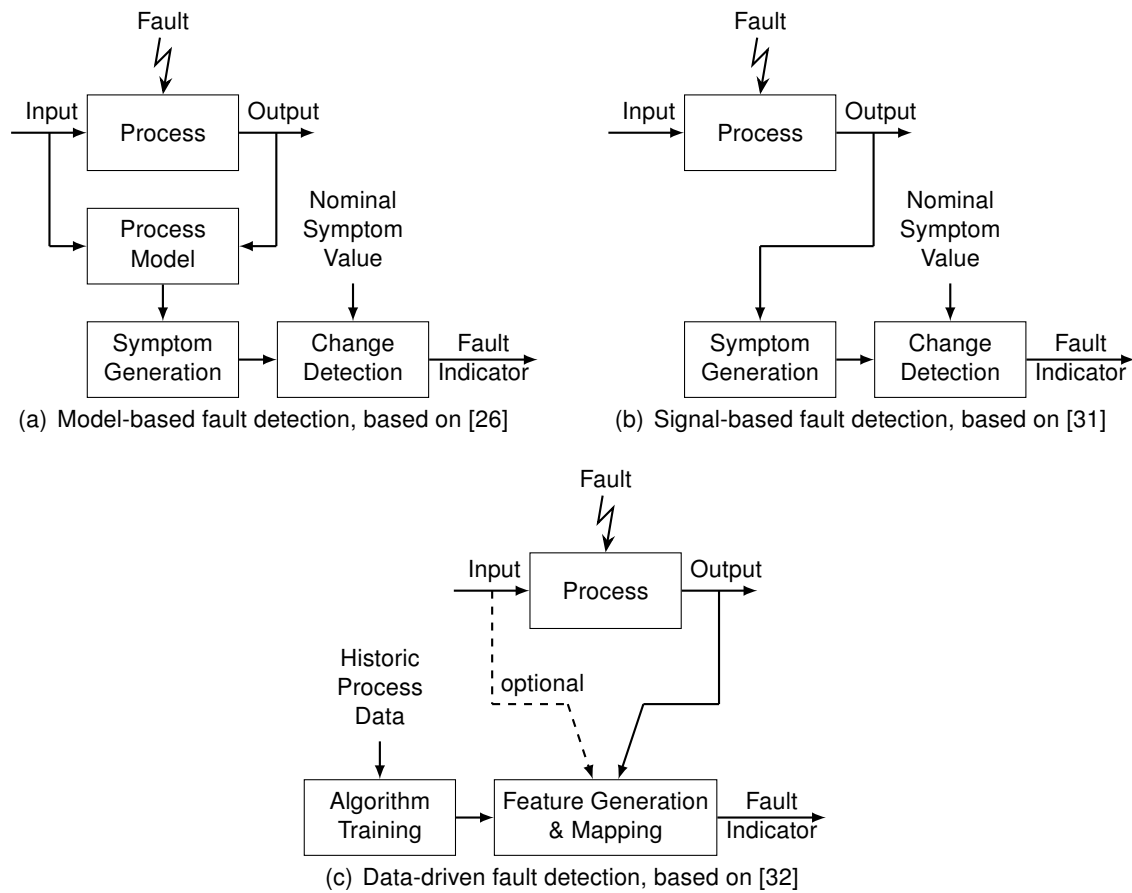 Fault
Input
Output
Process
Process
Model
Nominal
Symptom
Value
Symptom
Generation
Change
Detection
Fault
Indicator
(a) Model-based fault detection, based on [26]
Fault
Input
Output
Process
Nominal
Symptom
Value
Symptom
Generation
Change
Detection
Fault
Indicator
(b) Signal-based fault detection, based on [31]
Fault
Input
Output
Process
optional
Historic
Process
Data
Algorithm
Training
Feature Generation
& Mapping
Fault
Indicator
(c) Data-driven fault detection, based on [32]